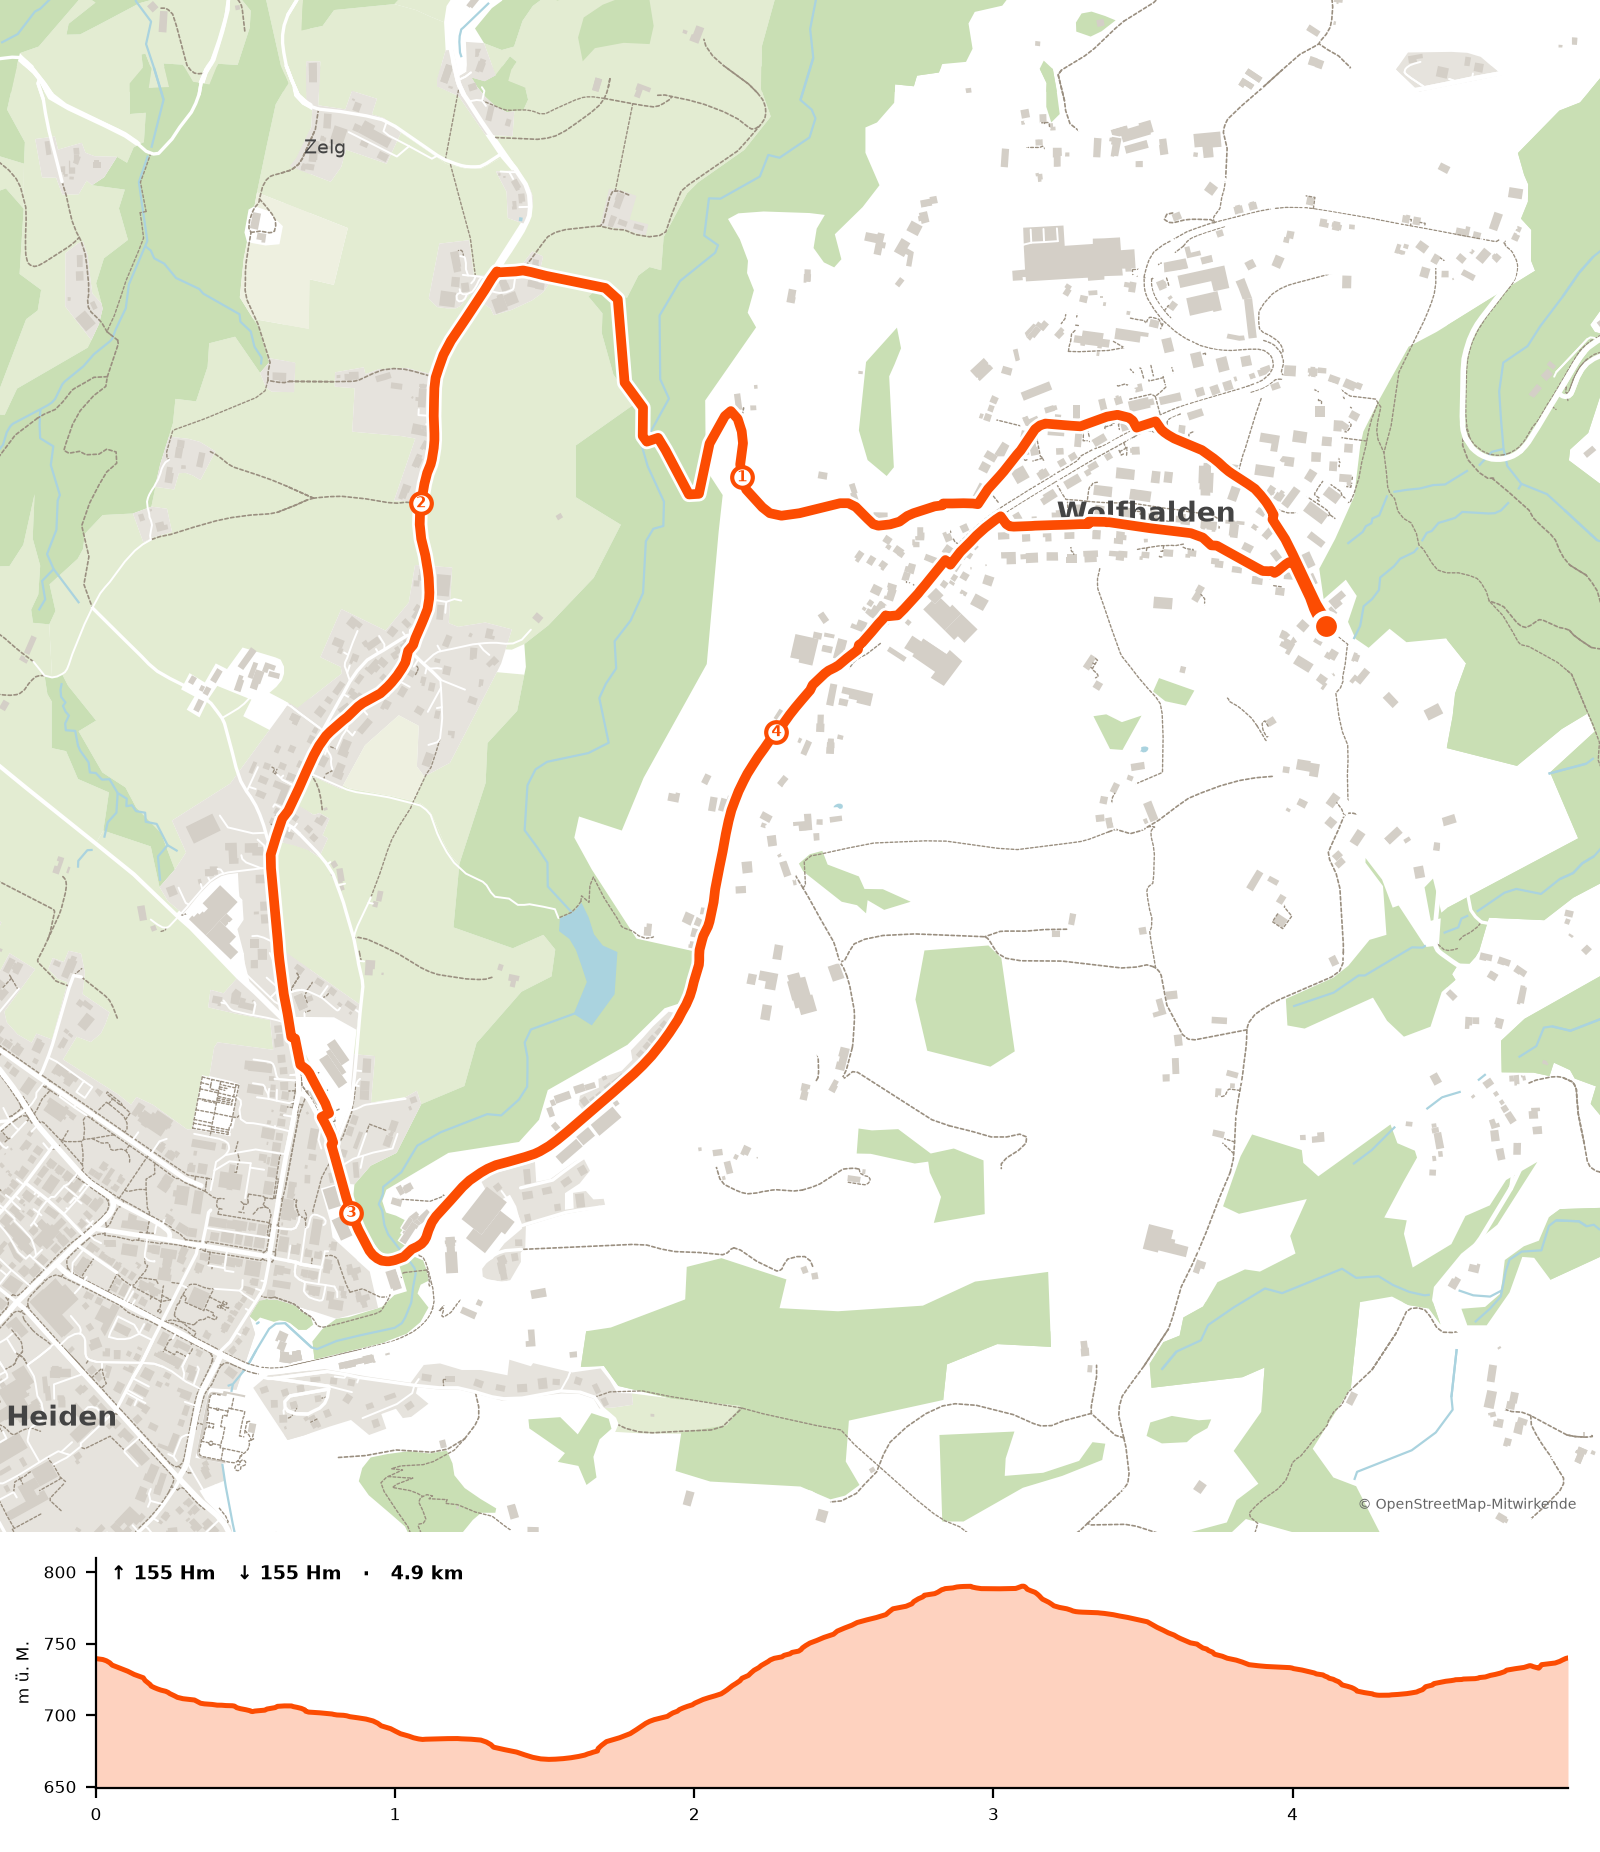 Zelg
1
2
Wolfhalden
4
3
Heiden
© OpenStreetMap-Mitwirkende
↑ 155 Hm ↓ 155 Hm · 4.9 km
800
750
700
650
m ü. M.
0 1 2 3 4